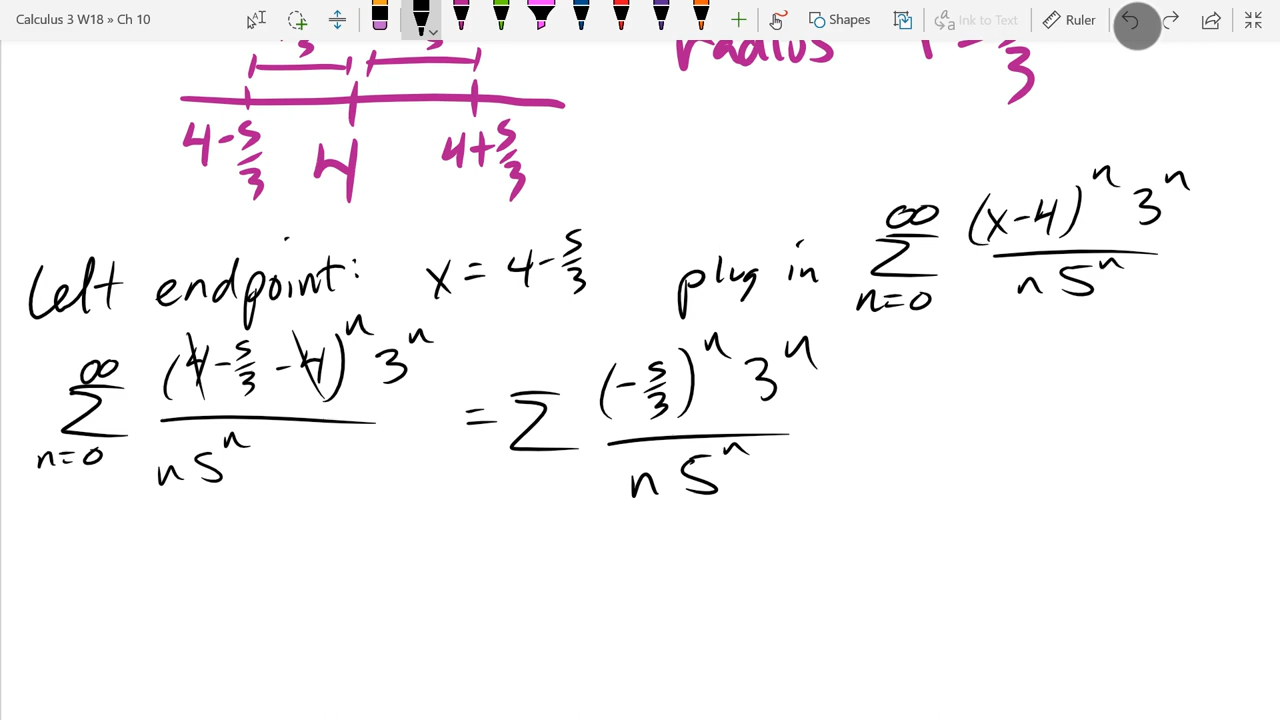 Calculus 3 W18 » Ch 10 Shapes Ink to Text Ruler
radius r = 5/3
4 - 5/3 4 4 + 5/3
Left endpoint: x = 4 - 5/3 plug in ∞ ∑ n=0 (x-4)^n 3^n / n 5^n
∞ ∑ n=0 (4 - 5/3 - 4)^n 3^n / n 5^n = ∑ (-5/3)^n 3^n / n 5^n